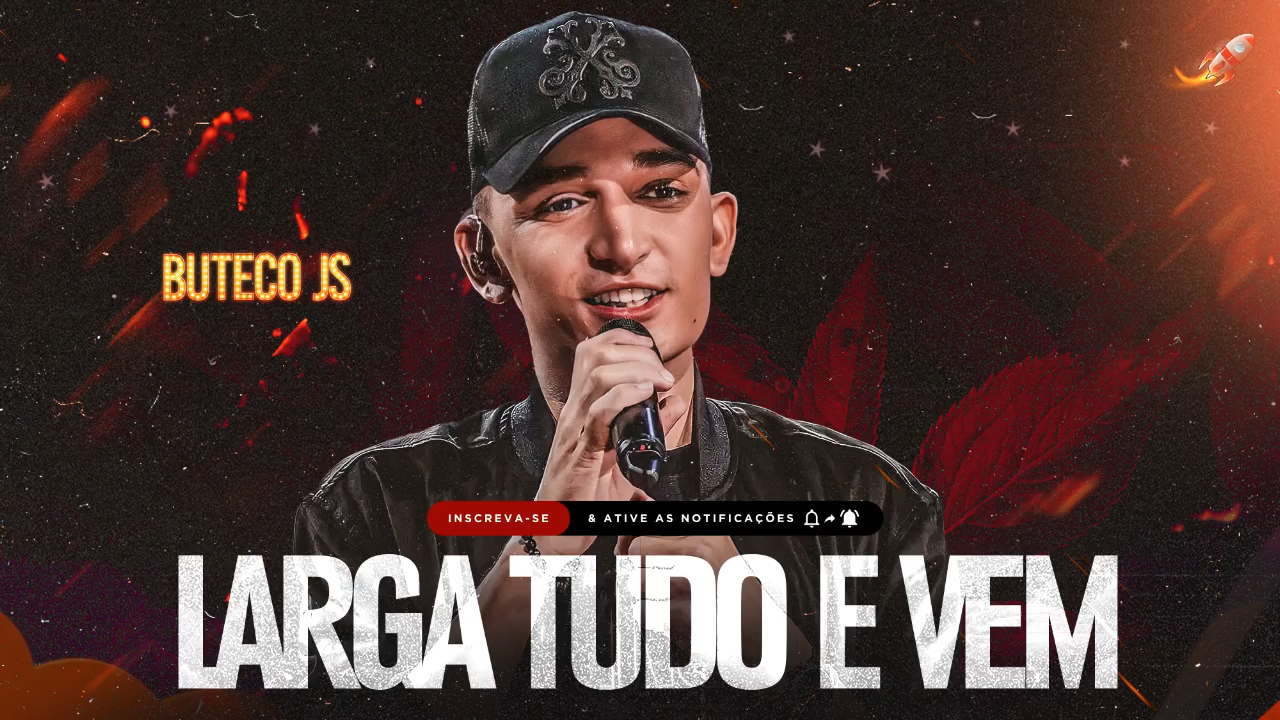 BUTECO JS
INSCREVA-SE & ATIVE AS NOTIFICAÇÕES
LARGA TUDO E VEM